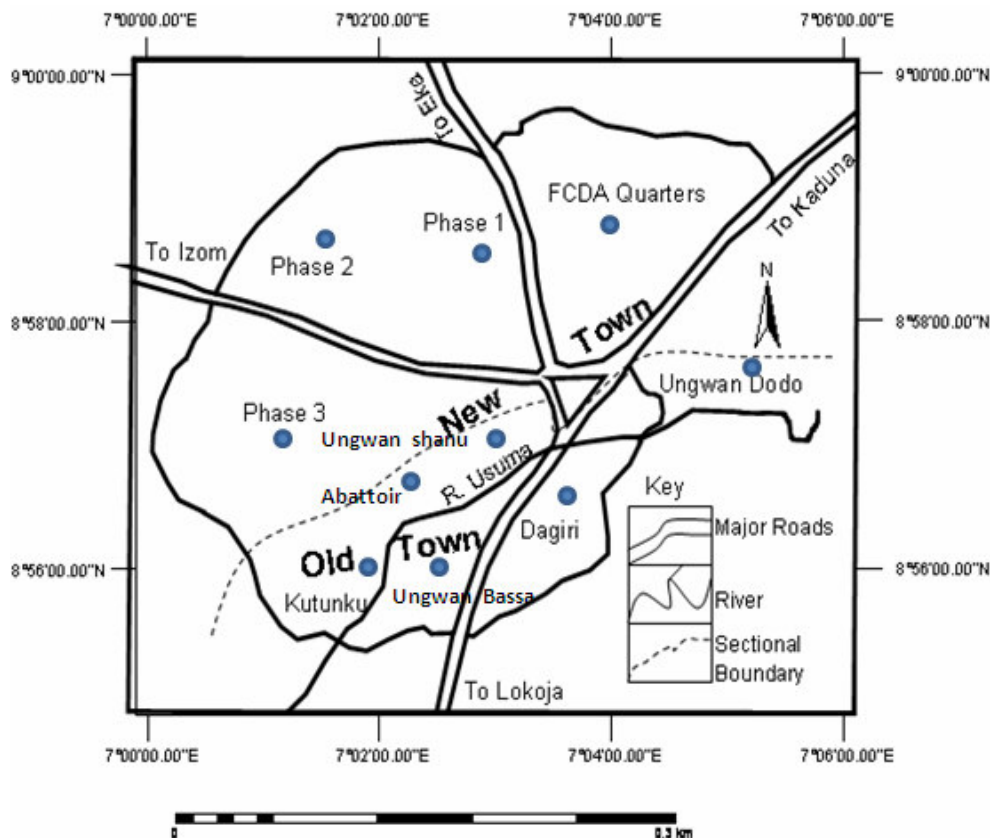 7°00'00.00"E
7°02'00.00"E
7°04'00.00"E
7°06'00.00"E
9°00'00.00"N
9°00'00.00"N
To Eke
FCDA Quarters
To Kaduna
Phase 1
Phase 2
To Izom
N
8°58'00.00"N
8°58'00.00"N
New Town
Ungwan Dodo
Phase 3
Ungwan shanu
R. Usuma
Abattoir
Dagiri
Old Town
Kutunku
Ungwan Bassa
8°56'00.00"N
8°56'00.00"N
To Lokoja
Key
Major Roads
River
Sectional
Boundary
7°00'00.00"E
7°02'00.00"E
7°04'00.00"E
7°06'00.00"E
0
0.3 km